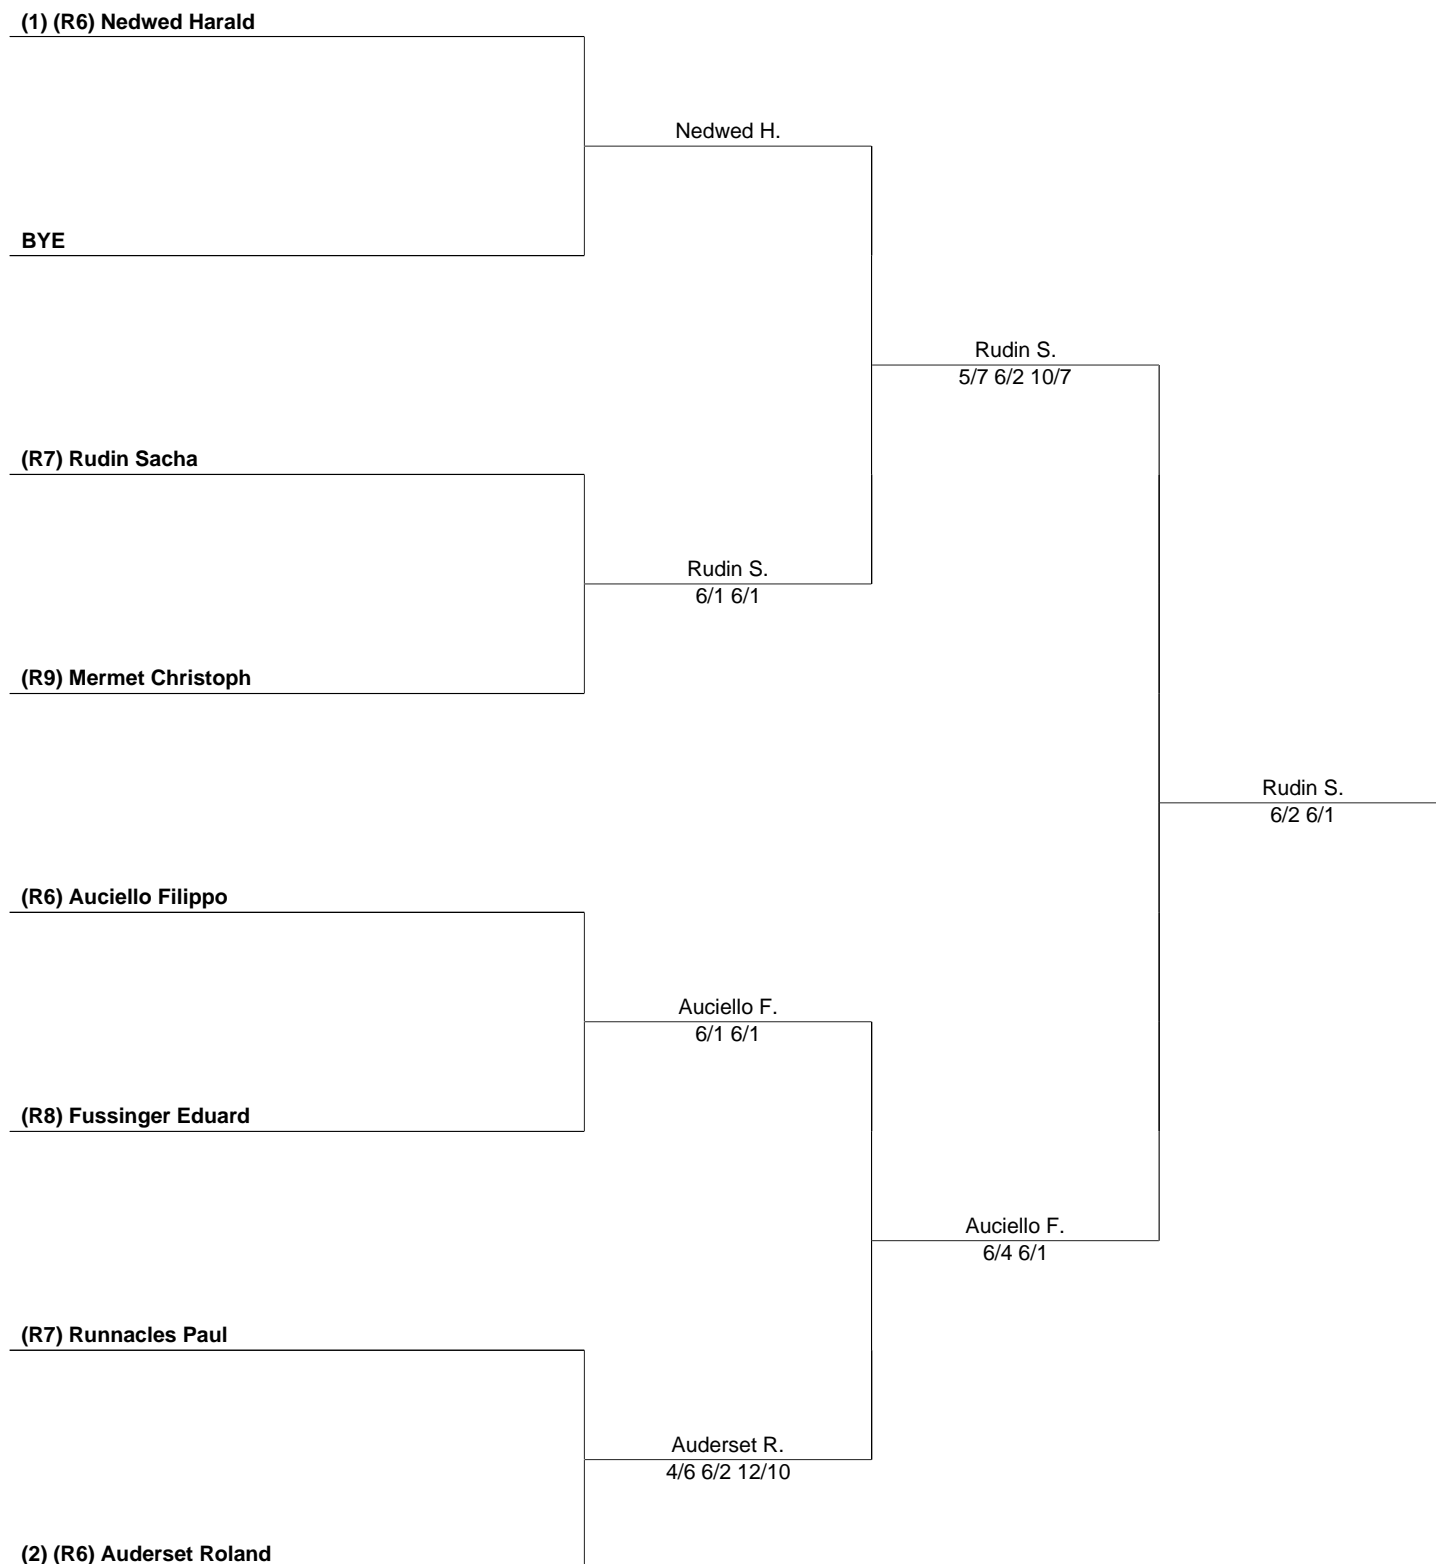 (1) (R6) Nedwed Harald
Nedwed H.
BYE
Rudin S.
5/7 6/2 10/7
(R7) Rudin Sacha
Rudin S.
6/1 6/1
(R9) Mermet Christoph
Rudin S.
6/2 6/1
(R6) Auciello Filippo
Auciello F.
6/1 6/1
(R8) Fussinger Eduard
Auciello F.
6/4 6/1
(R7) Runnacles Paul
Auderset R.
4/6 6/2 12/10
(2) (R6) Auderset Roland